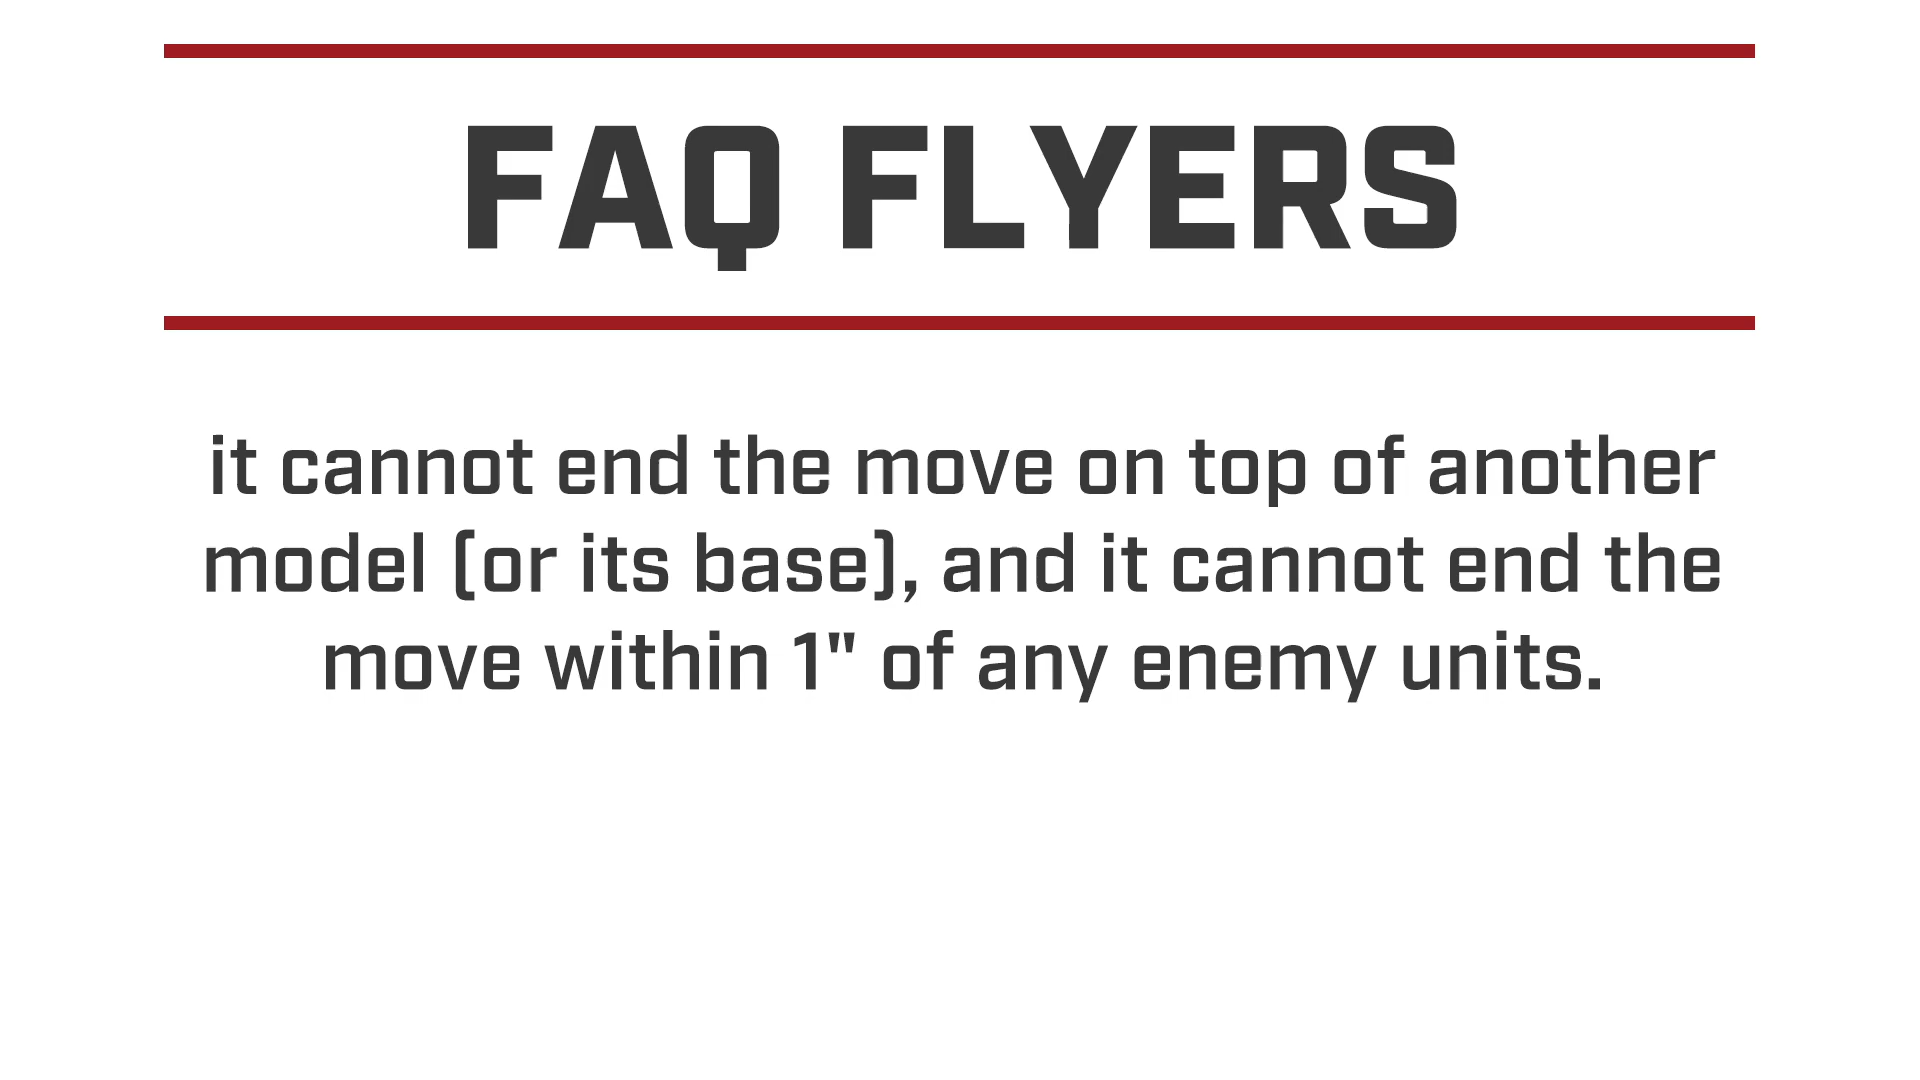 FAQ FLYERS
it cannot end the move on top of another
model (or its base), and it cannot end the
move within 1" of any enemy units.